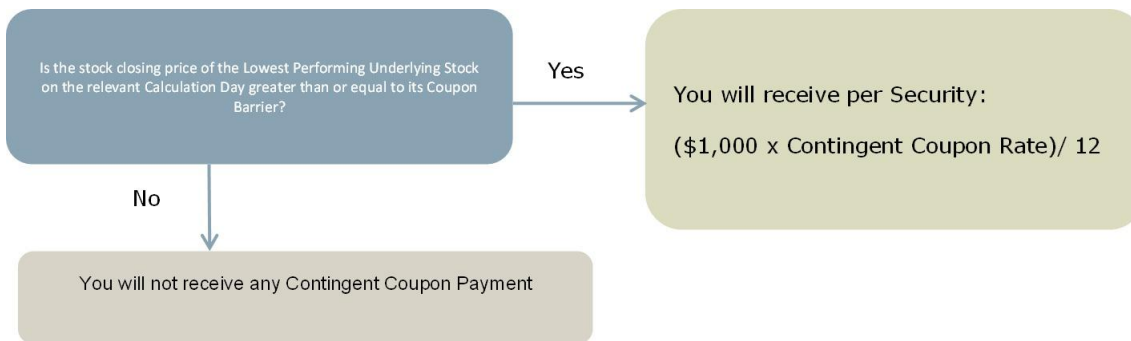 Is the stock closing price of the Lowest Performing Underlying Stock
on the relevant Calculation Day greater than or equal to its Coupon
Barrier?
Yes
You will receive per Security:
($1,000 x Contingent Coupon Rate)/ 12
No
You will not receive any Contingent Coupon Payment